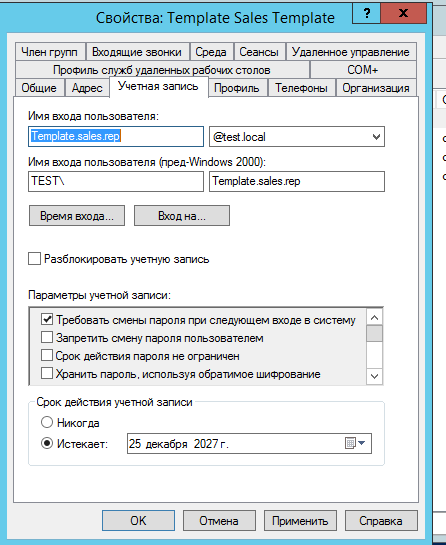 Свойства: Template Sales Template
? x
Член групп Входящие звонки Среда Сеансы Удаленное управление
Профиль служб удаленных рабочих столов COM+
Общие Адрес Учетная запись Профиль Телефоны Организация
Имя входа пользователя:
Template.sales.rep @test.local
Имя входа пользователя (пред-Windows 2000):
TEST\ Template.sales.rep
Время входа... Вход на...
Разблокировать учетную запись
Параметры учетной записи:
Требовать смены пароля при следующем входе в систему
Запретить смену пароля пользователем
Срок действия пароля не ограничен
Хранить пароль, используя обратимое шифрование
Срок действия учетной записи
Никогда
Истекает: 25 декабря 2027 г.
OK Отмена Применить Справка